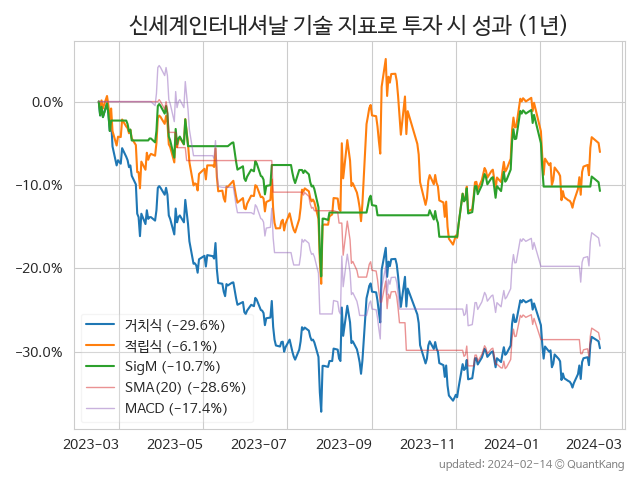 신세계인터내셔날 기술 지표로 투자 시 성과 (1년)
0.0%
−10.0%
−20.0%
−30.0%
거치식 (−29.6%)
적립식 (−6.1%)
SigM (−10.7%)
SMA(20) (−28.6%)
MACD (−17.4%)
2023-03 2023-05 2023-07 2023-09 2023-11 2024-01 2024-03
updated: 2024-02-14 © QuantKang